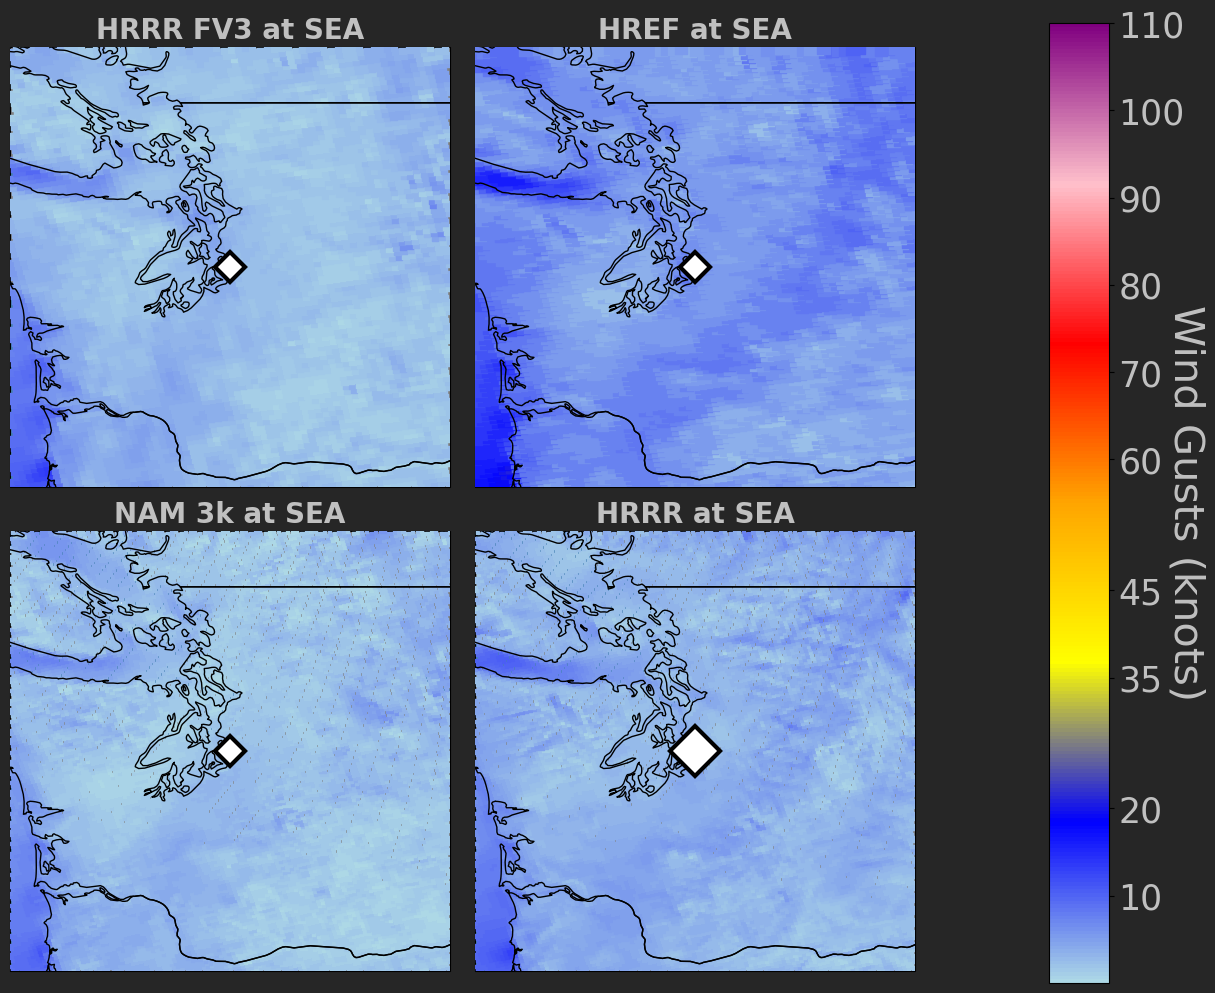 HRRR FV3 at SEA
HREF at SEA
NAM 3k at SEA
HRRR at SEA
110
100
90
80
70
60
45
35
20
10
Wind Gusts (knots)